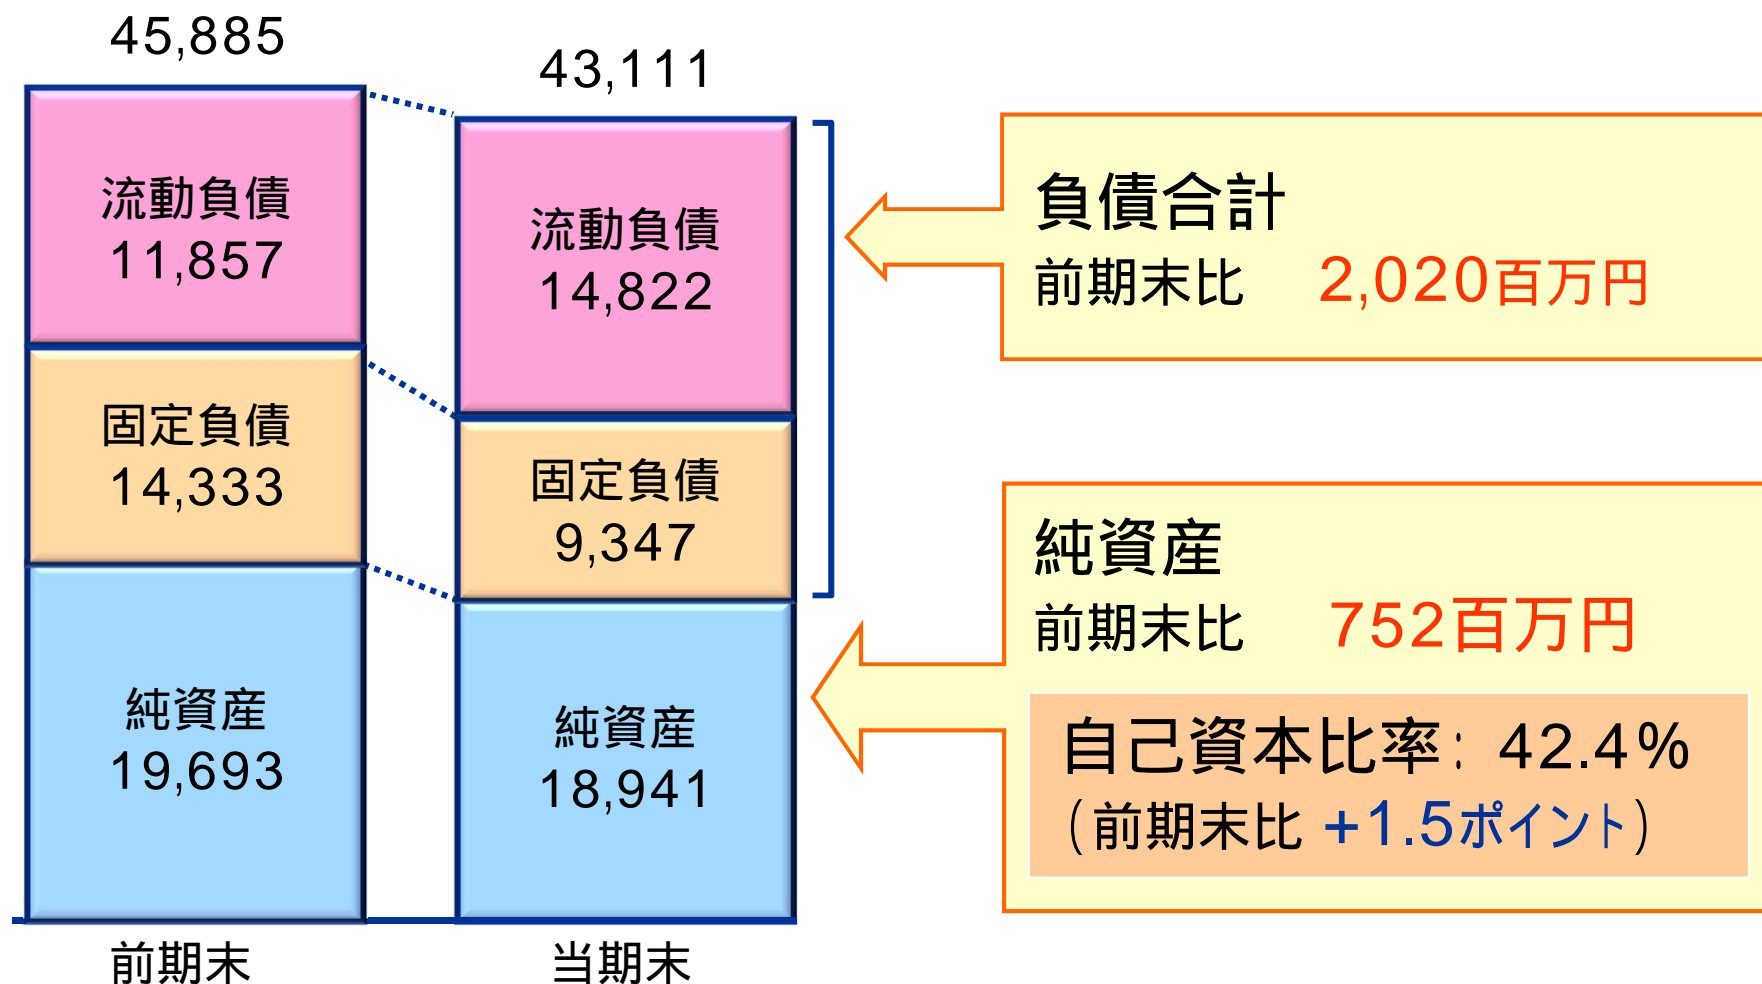 45,885
流動負債
11,857
固定負債
14,333
純資産
19,693
前期末
43,111
流動負債
14,822
固定負債
9,347
純資産
18,941
当期末
負債合計
前期末比 2,020百万円
純資産
前期末比 752百万円
自己資本比率: 42.4%
(前期末比 +1.5ポイント)